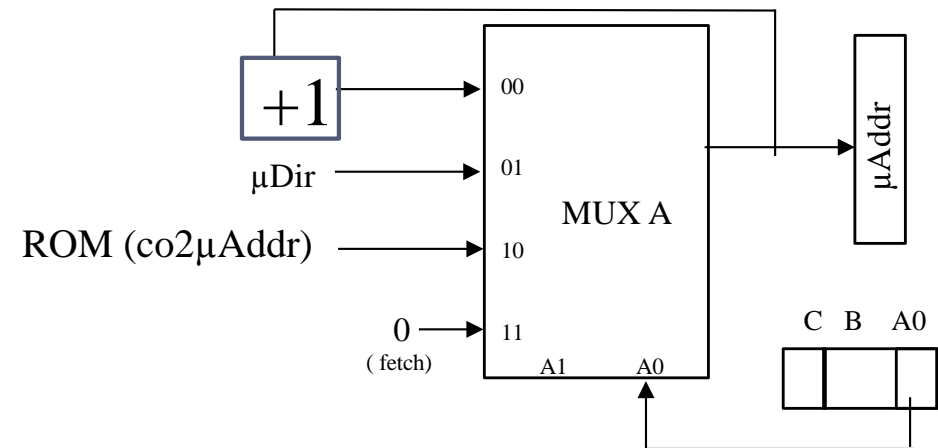 +1
00
µDir
01
MUX A
ROM (co2µAddr)
10
0
( fetch)
11
A1 A0
µAddr
C B A0